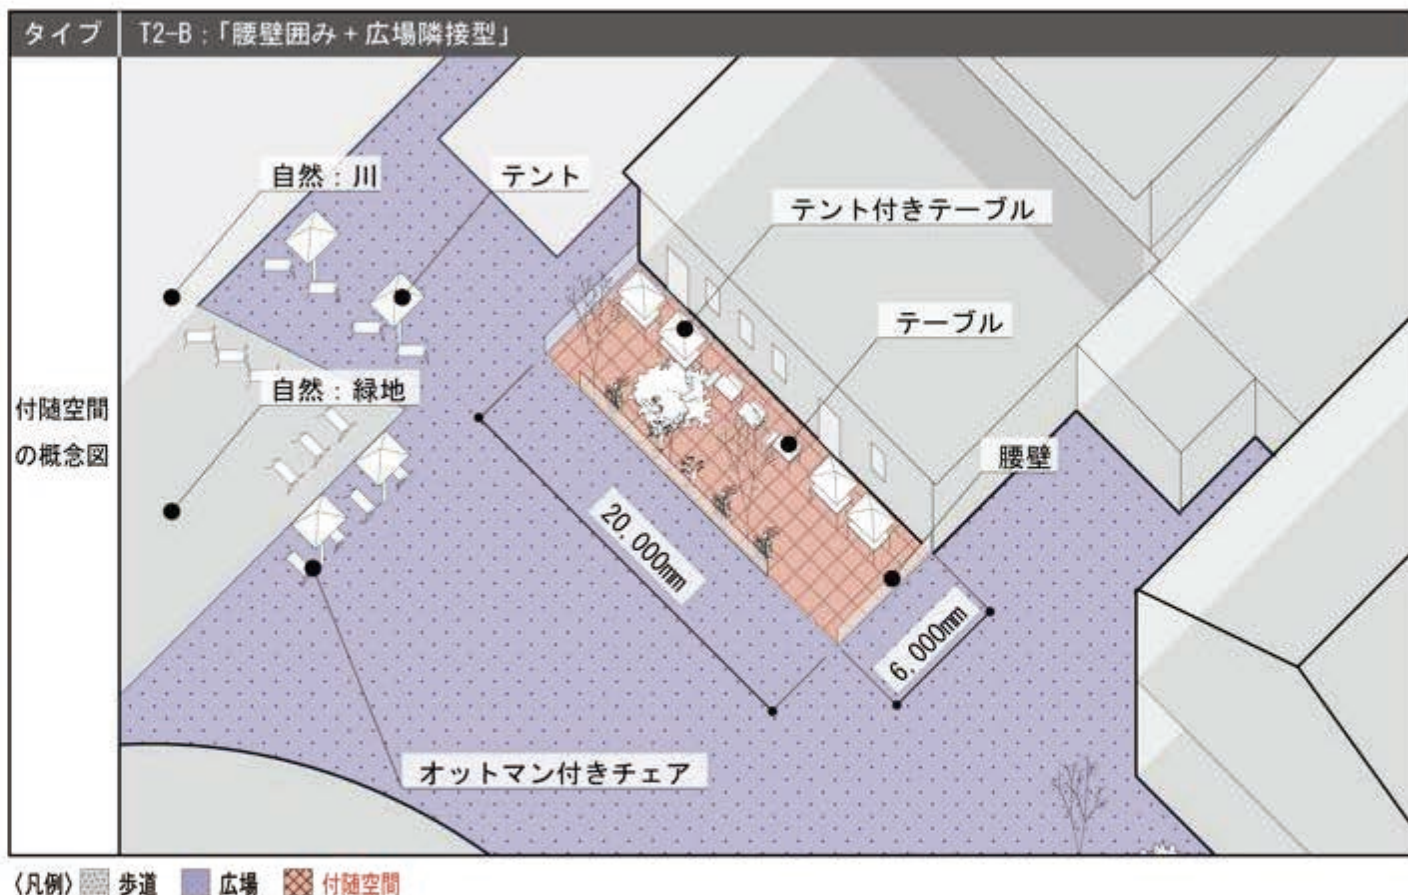 タイプ T2-B:「腰壁囲み+広場隣接型」
自然:川
テント
テント付きテーブル
テーブル
自然:緑地
付随空間
の概念図
腰壁
20.000mm
6.000mm
オットマン付きチェア
〈凡例〉 歩道 広場 付随空間